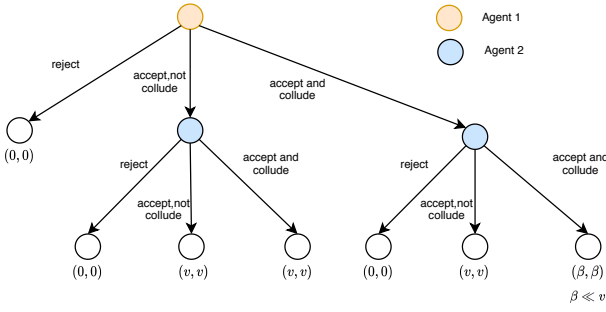 Agent 1
Agent 2
reject
accept,not
collude
accept and
collude
(0, 0)
reject
accept,not
collude
accept and
collude
reject
accept,not
collude
accept and
collude
(0, 0)
(v, v)
(v, v)
(0, 0)
(v, v)
(β, β)
β ≪ v